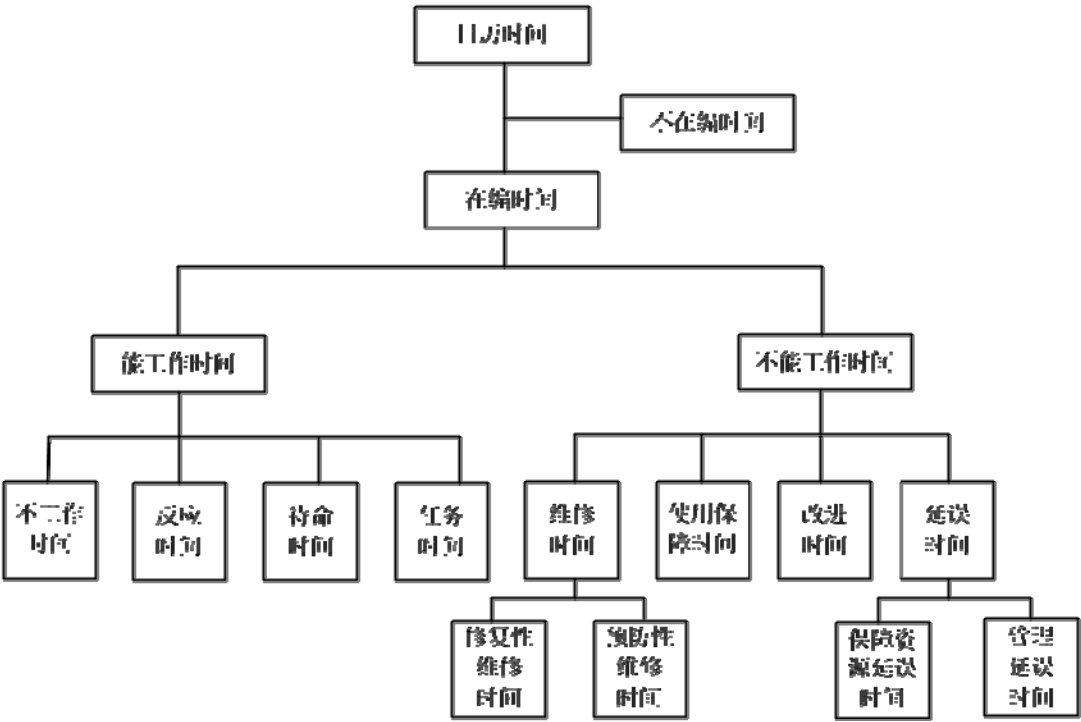 日历时间
不在编时间
在编时间
能工作时间
不能工作时间
不工作
时间
反应
时间
待命
时间
任务
时间
维修
时间
使用保
障时间
改进
时间
延误
时间
修复性
维修
时间
预防性
维修
时间
保障资
源延误
时间
管理
延误
时间